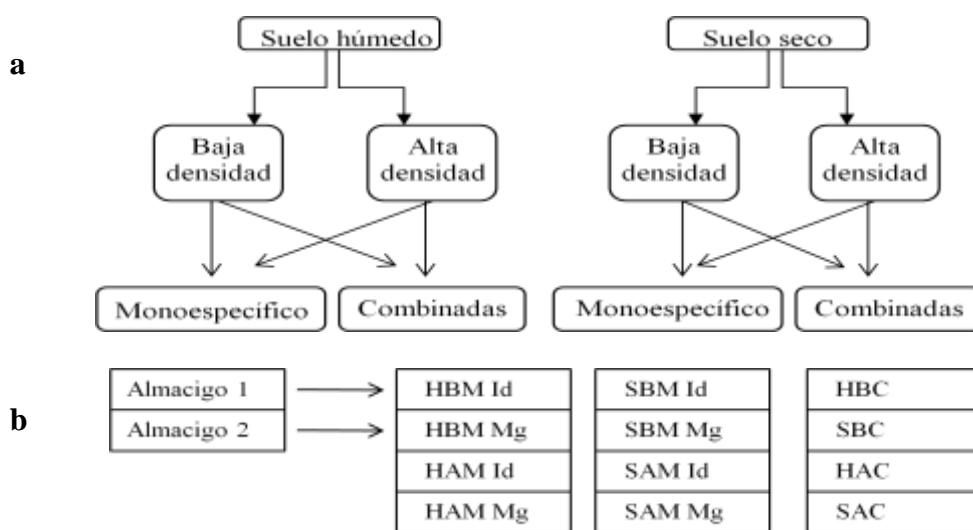 a
Suelo húmedo
Suelo seco
Baja
densidad
Alta
densidad
Baja
densidad
Alta
densidad
Monoespecífico
Combinadas
Monoespecífico
Combinadas
b
Almacigo 1
HBM Id
SBM Id
HBC
Almacigo 2
HBM Mg
SBM Mg
SBC
HAM Id
SAM Id
HAC
HAM Mg
SAM Mg
SAC